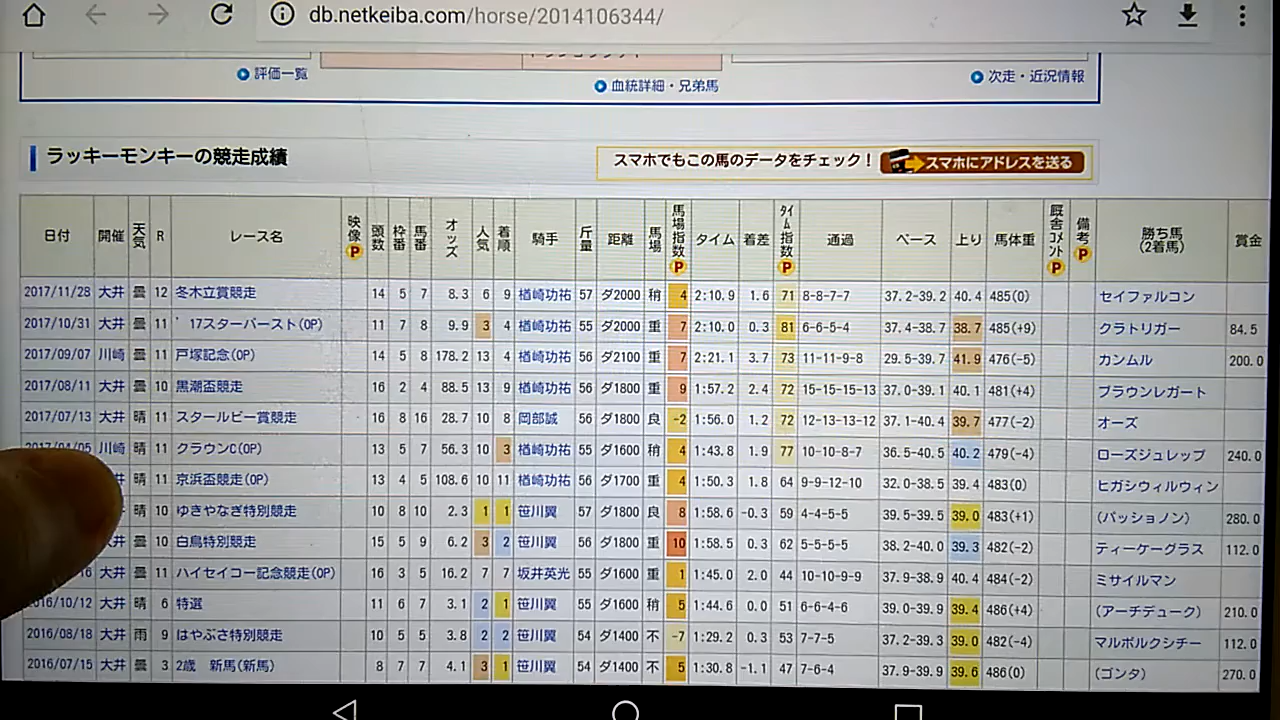 db.netkeiba.com/horse/2014106344/
評価一覧
血統詳細・兄弟馬
次走・近況情報
ラッキーモンキーの競走成績
スマホでもこの馬のデータをチェック! スマホにアドレスを送る
日付 開催 天気 R レース名 映像 P 頭数 枠番 馬番 オッズ 人気 着順 騎手 斤量 距離 馬場 馬場指数 P タイム 着差 タイム指数 P 通過 ペース 上り 馬体重 厩舎コメント P 備考 P 勝ち馬(2着馬) 賞金
2017/11/28 大井 曇 12 冬木立賞競走 14 5 7 8.3 6 9 楢崎功祐 57 ダ2000 稍 4 2:10.9 1.6 71 8-8-7-7 37.2-39.2 40.4 485(0) セイファルコン
2017/10/31 大井 曇 11 ’17スターバースト(OP) 11 7 8 9.9 3 4 楢崎功祐 55 ダ2000 重 7 2:10.0 0.3 81 6-6-5-4 37.4-38.7 38.7 485(+9) クラトリガー 84.5
2017/09/07 川崎 曇 11 戸塚記念(OP) 14 5 8 178.2 13 4 楢崎功祐 56 ダ2100 重 7 2:21.1 3.7 73 11-11-9-8 29.5-39.7 41.9 476(-5) カンムル 200.0
2017/08/11 大井 曇 10 黒潮盃競走 16 2 4 88.5 13 9 楢崎功祐 56 ダ1800 重 9 1:57.2 2.4 72 15-15-15-13 37.0-39.1 40.1 481(+4) ブラウンレガート
2017/07/13 大井 晴 11 スタールビー賞競走 16 8 16 28.7 10 8 岡部誠 56 ダ1800 良 -2 1:56.0 1.2 72 12-13-13-12 37.1-40.4 39.7 477(-2) オーズ
2017/04/05 川崎 晴 11 クラウンC(OP) 13 5 7 56.3 10 3 楢崎功祐 55 ダ1600 稍 4 1:43.8 1.9 77 10-10-8-7 36.5-40.5 40.2 479(-4) ローズジュレップ 240.0
井 曇 11 京浜盃競走(OP) 13 4 5 108.6 10 11 楢崎功祐 56 ダ1700 重 4 1:50.3 1.8 64 9-9-12-10 32.0-38.5 39.4 483(0) ヒガシウィルウィン
井 晴 10 ゆきやなぎ特別競走 10 8 10 2.3 1 1 笹川翼 57 ダ1800 良 8 1:58.6 -0.3 59 4-4-5-5 39.5-39.5 39.0 483(+1) (パッショノン) 280.0
井 曇 10 白鳥特別競走 15 5 9 6.2 3 2 笹川翼 56 ダ1800 重 10 1:58.5 0.3 62 5-5-5-5 38.2-40.0 39.3 482(-2) ティーケーグラス 112.0
16 大井 曇 11 ハイセイコー記念競走(OP) 16 3 5 16.2 7 7 坂井英光 55 ダ1600 重 1 1:45.0 2.0 44 10-10-9-9 37.9-38.9 40.4 484(-2) ミサイルマン
2016/10/12 大井 晴 6 特選 11 6 7 3.1 2 1 笹川翼 55 ダ1600 稍 5 1:44.6 0.0 51 6-6-4-6 39.0-39.9 39.4 486(+4) (アーチデューク) 210.0
2016/08/18 大井 雨 9 はやぶさ特別競走 10 5 5 3.8 2 2 笹川翼 54 ダ1400 不 -7 1:29.2 0.3 53 7-7-5 37.2-39.3 39.0 482(-4) マルボルクシチー 112.0
2016/07/15 大井 曇 3 2歳 新馬(新馬) 8 7 7 4.1 3 1 笹川翼 54 ダ1400 不 5 1:30.8 -1.1 47 7-6-4 37.9-39.9 39.6 486(0) (ゴンタ) 270.0